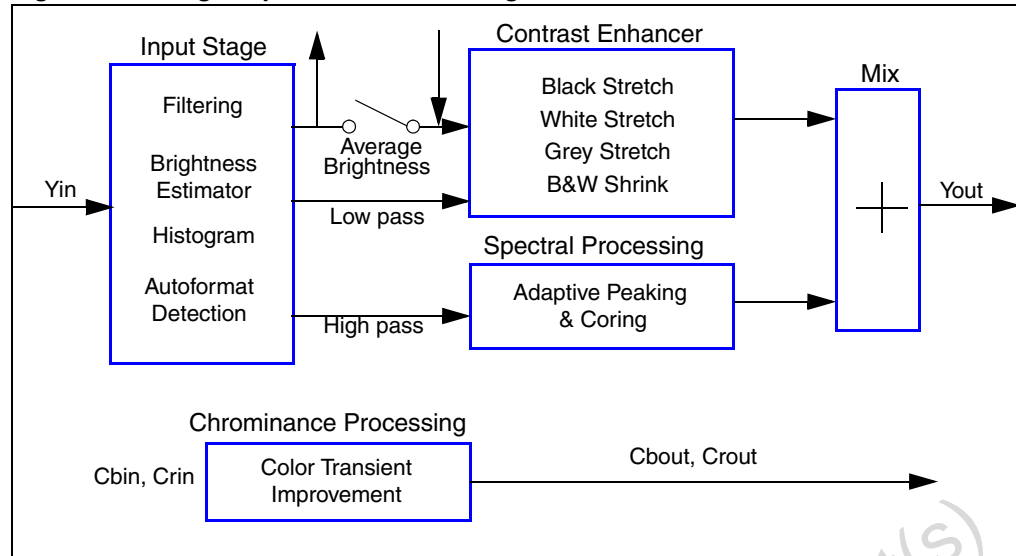 Input Stage
Filtering
Brightness
Estimator
Histogram
Autoformat
Detection
Yin
Average
Brightness
Low pass
High pass
Contrast Enhancer
Black Stretch
White Stretch
Grey Stretch
B&W Shrink
Spectral Processing
Adaptive Peaking
& Coring
Mix
Yout
Chrominance Processing
Cbin, Crin
Color Transient
Improvement
Cbout, Crout